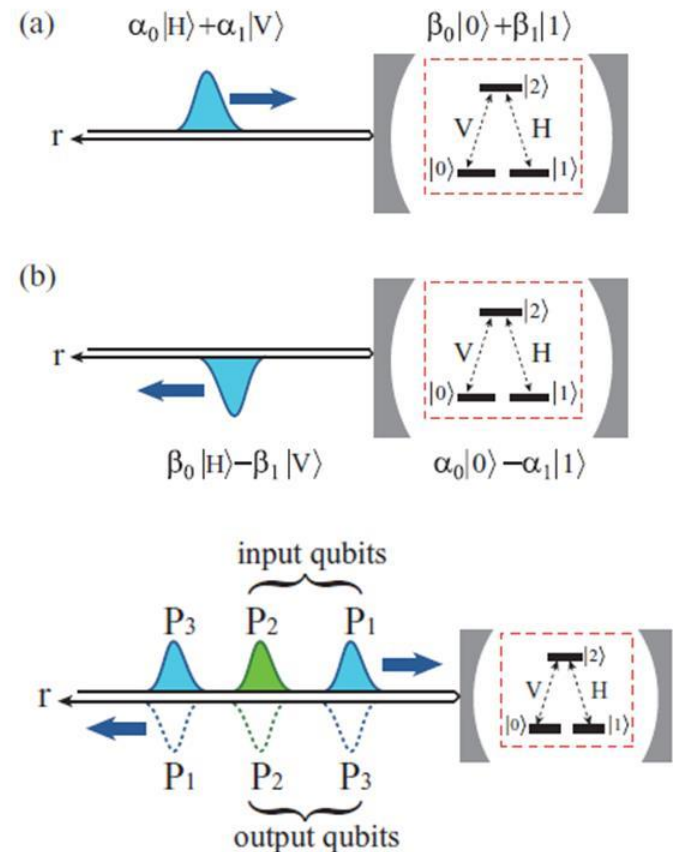 (a) α₀|H⟩+α₁|V⟩ β₀|0⟩+β₁|1⟩
|2⟩
V H
r
|0⟩ |1⟩
(b)
|2⟩
r V H
|0⟩ |1⟩
β₀|H⟩−β₁|V⟩ α₀|0⟩−α₁|1⟩
input qubits
P₃ P₂ P₁
|2⟩
r V H
|0⟩ |1⟩
P₁ P₂ P₃
output qubits